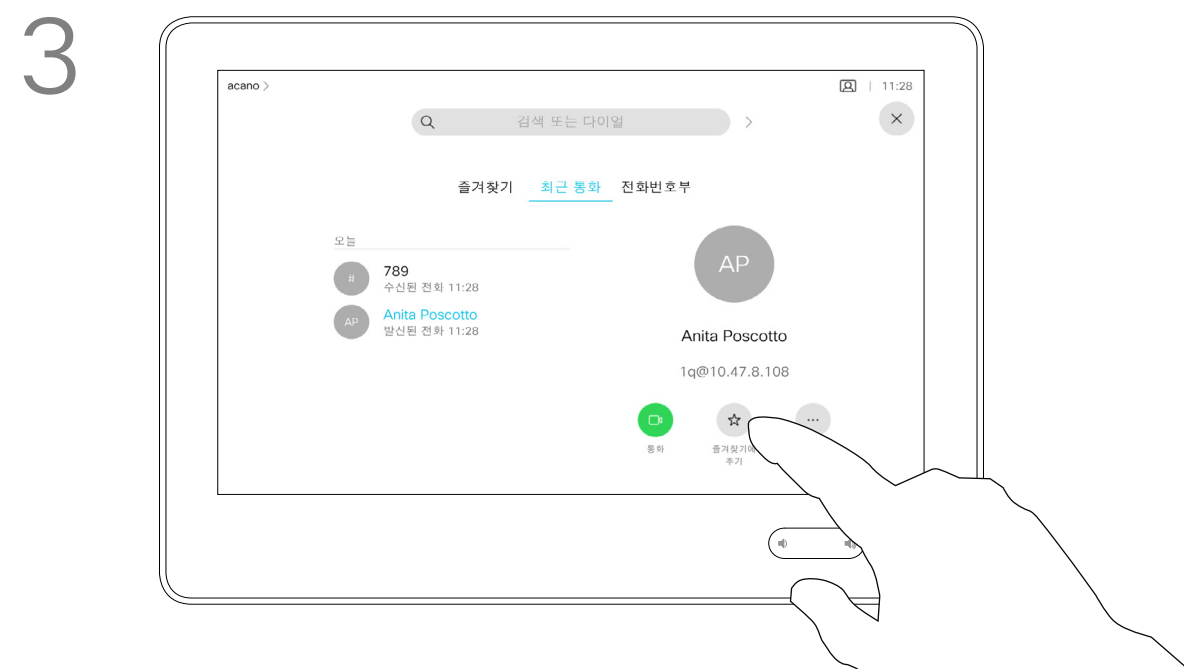 3
acano >
11:28
검색 또는 다이얼
즐겨찾기 최근 통화 전화번호부
오늘
#
789
수신된 전화 11:28
AP
Anita Poscotto
발신된 전화 11:28
AP
Anita Poscotto
1q@10.47.8.108
...
통화
즐겨찾기에
추가